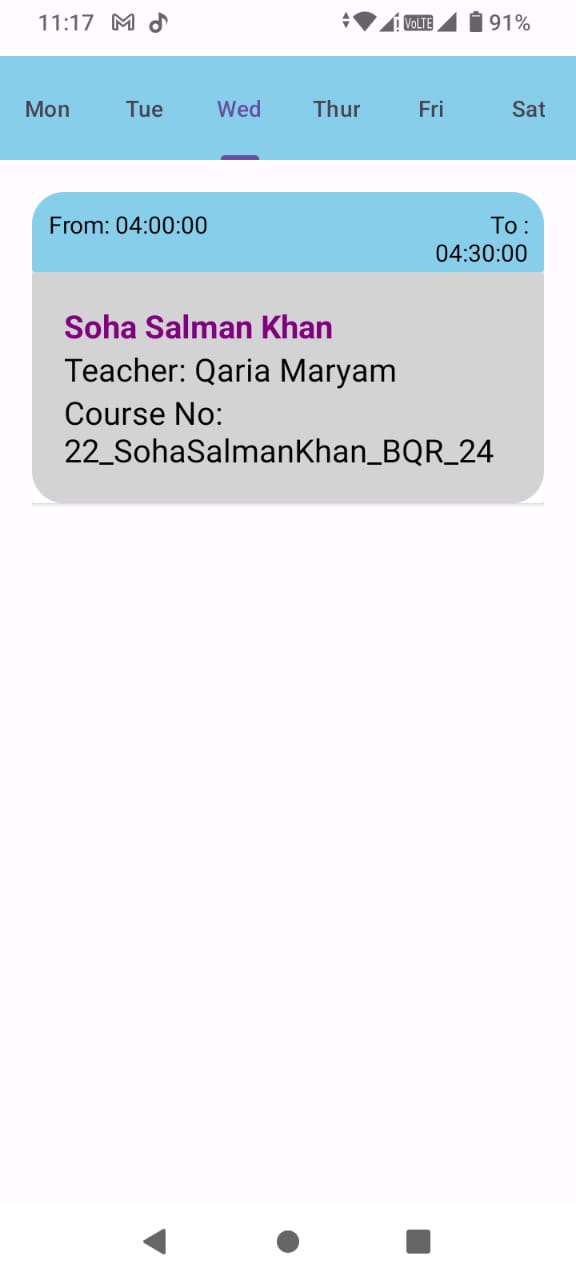 11:17 VoLTE 91%
Mon Tue Wed Thur Fri Sat
From: 04:00:00 To :
04:30:00
Soha Salman Khan
Teacher: Qaria Maryam
Course No:
22_SohaSalmanKhan_BQR_24